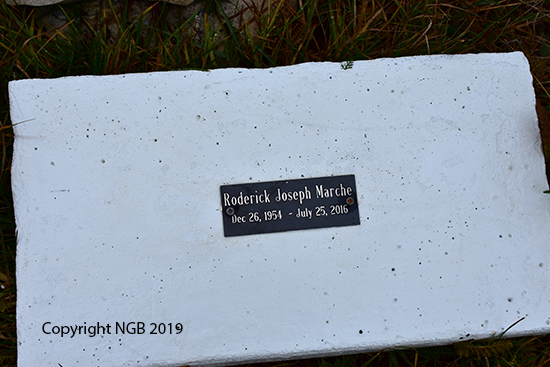 Roderick Joseph Marche
Dec 26, 1954 - July 25, 2016
Copyright NGB 2019